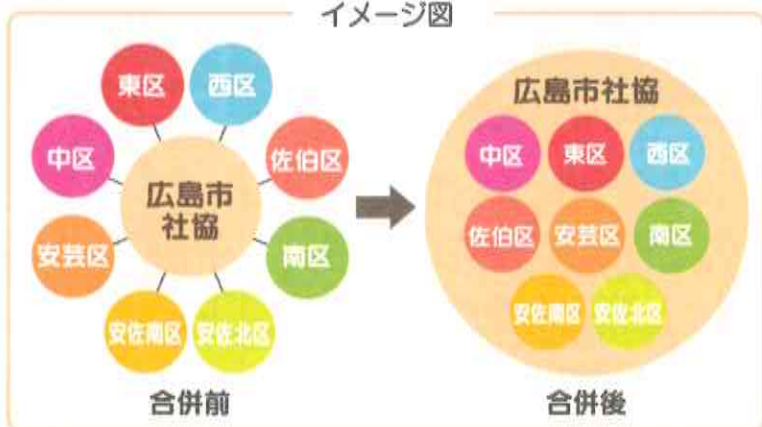 イメージ図
東区
西区
中区
佐伯区
広島市
社協
安芸区
南区
安佐南区
安佐北区
合併前
広島市社協
中区
東区
西区
佐伯区
安芸区
南区
安佐南区
安佐北区
合併後